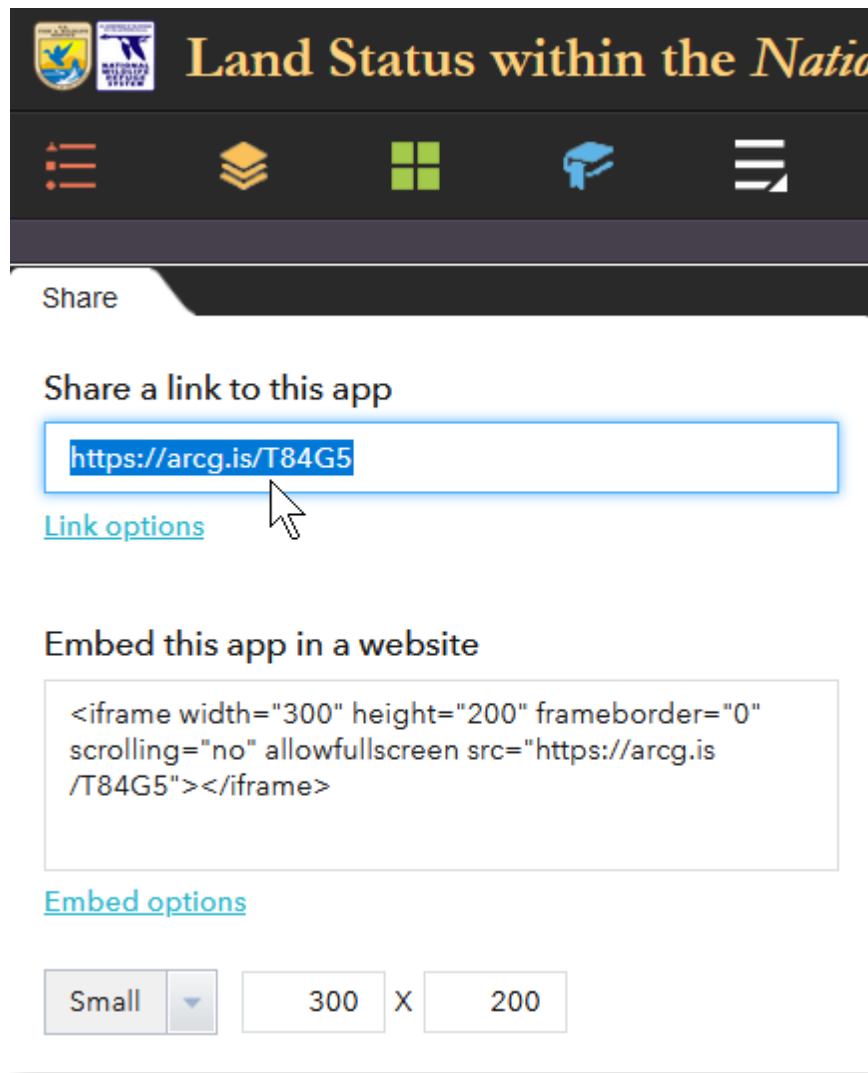 Land Status within the
Share
Share a link to this app
https://arcg.is/T84G5
Link options
Embed this app in a website
<iframe width="300" height="200" frameborder="0"
scrolling="no" allowfullscreen src="https://arcg.is
/T84G5"></iframe>
Embed options
Small 300 X 200